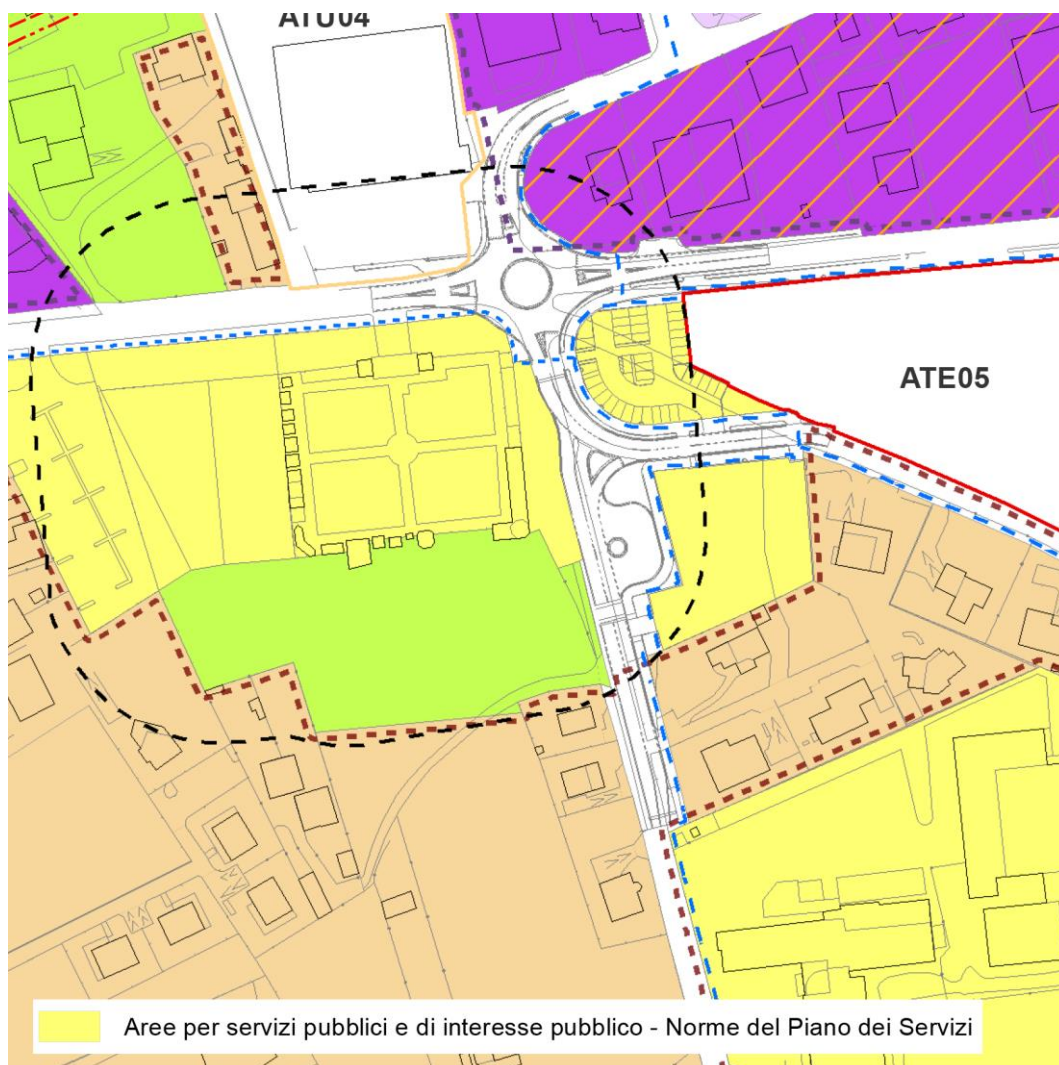 ATU04
ATE05
Aree per servizi pubblici e di interesse pubblico - Norme del Piano dei Servizi